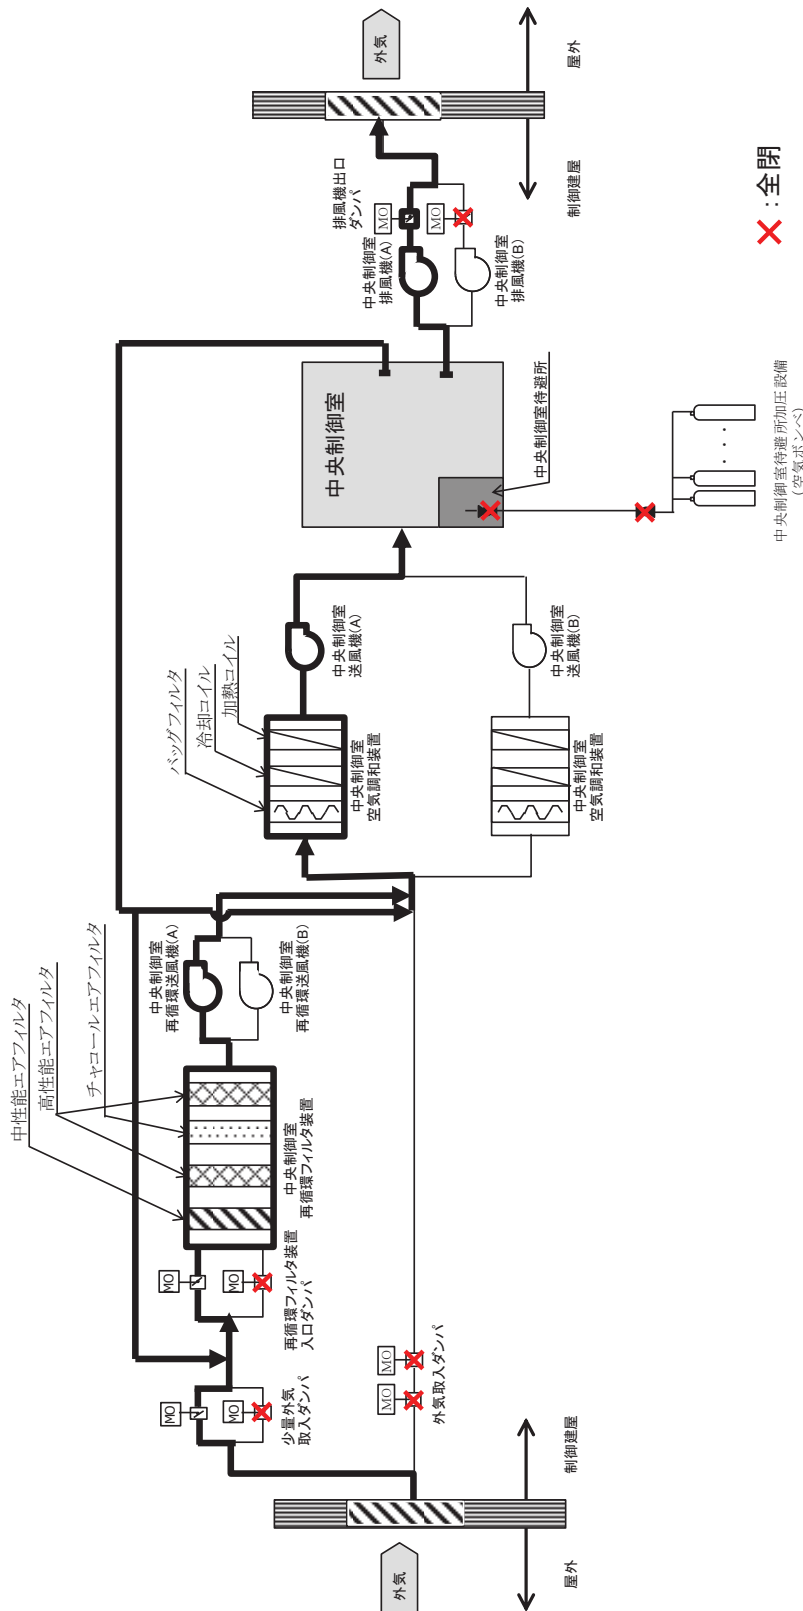 外気
屋外
制御建屋
MO
MO
少量外気
取入ダンパ
MO
MO
再循環フィルタ装置
入口ダンパ
MO
MO
外気取入ダンパ
中性能エアフィルタ
高性能エアフィルタ
チャコールエアフィルタ
中央制御室
再循環フィルタ装置
中央制御室
再循環送風機(A)
中央制御室
再循環送風機(B)
バッグフィルタ
冷却コイル
加熱コイル
中央制御室
空気調和装置
中央制御室
空気調和装置
中央制御室
送風機(A)
中央制御室
送風機(B)
中央制御室
中央制御室待避所
中央制御室待避所加圧設備
(空気ボンベ)
中央制御室
排風機(A)
中央制御室
排風機(B)
排風機出口
ダンパ
MO
MO
外気
制御建屋
屋外
:全閉